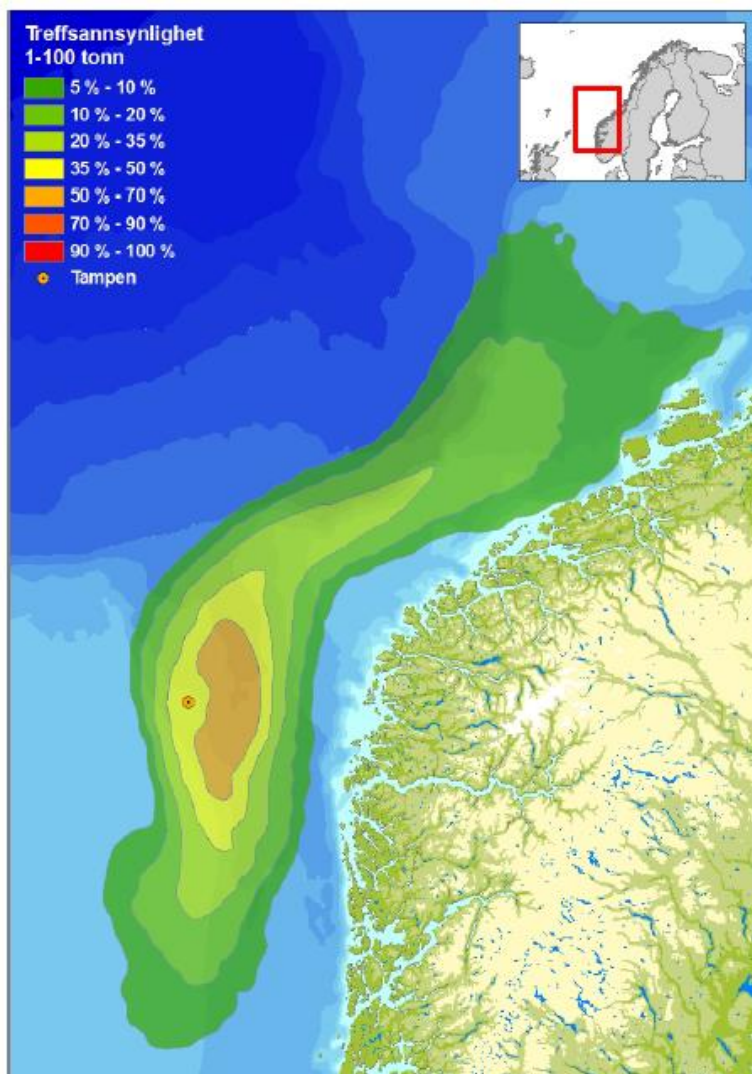 Treffsannsynlighet
1-100 tonn
5 % - 10 %
10 % - 20 %
20 % - 35 %
35 % - 50 %
50 % - 70 %
70 % - 90 %
90 % - 100 %
Tampen